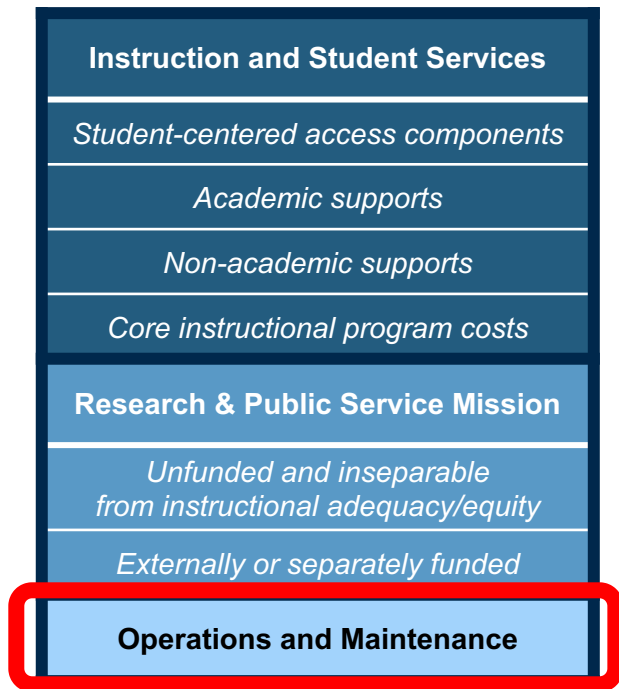 Instruction and Student Services
Student-centered access components
Academic supports
Non-academic supports
Core instructional program costs
Research & Public Service Mission
Unfunded and inseparable
from instructional adequacy/equity
Externally or separately funded
Operations and Maintenance